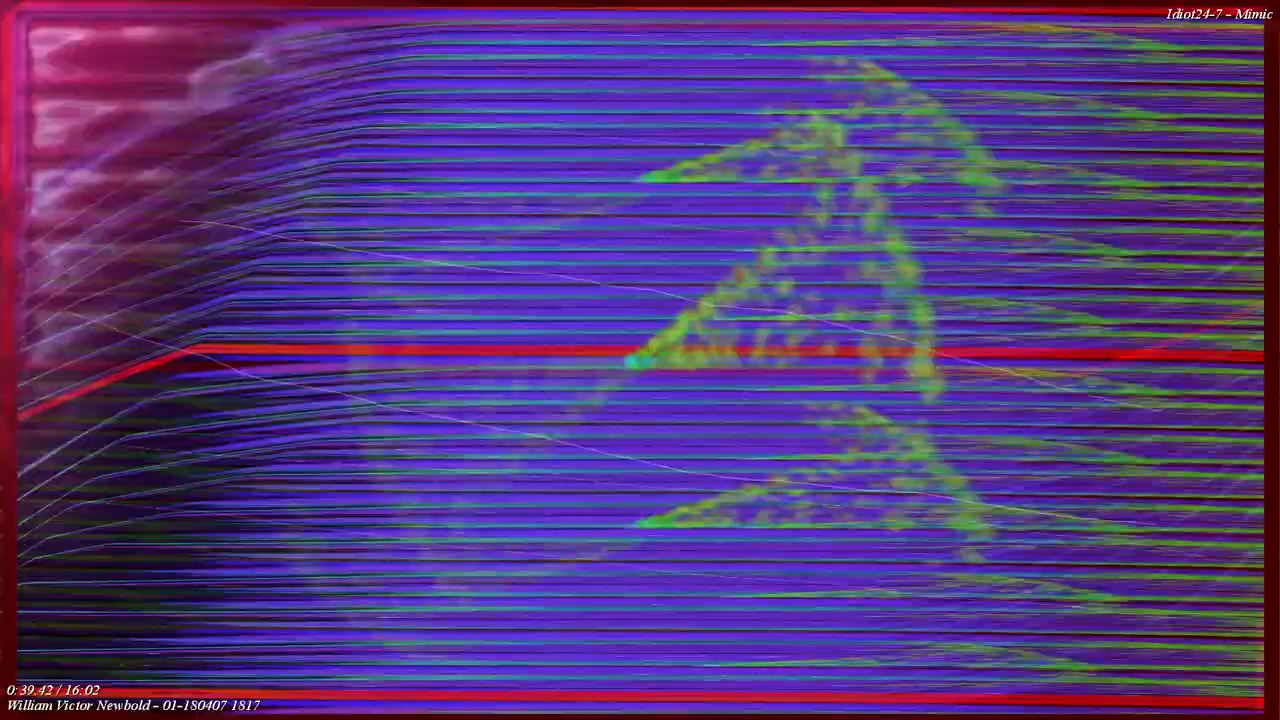 Idiot24-7 - Mimic
0:39.42 / 16:02
William Victor Newbold - 01-180407 1817